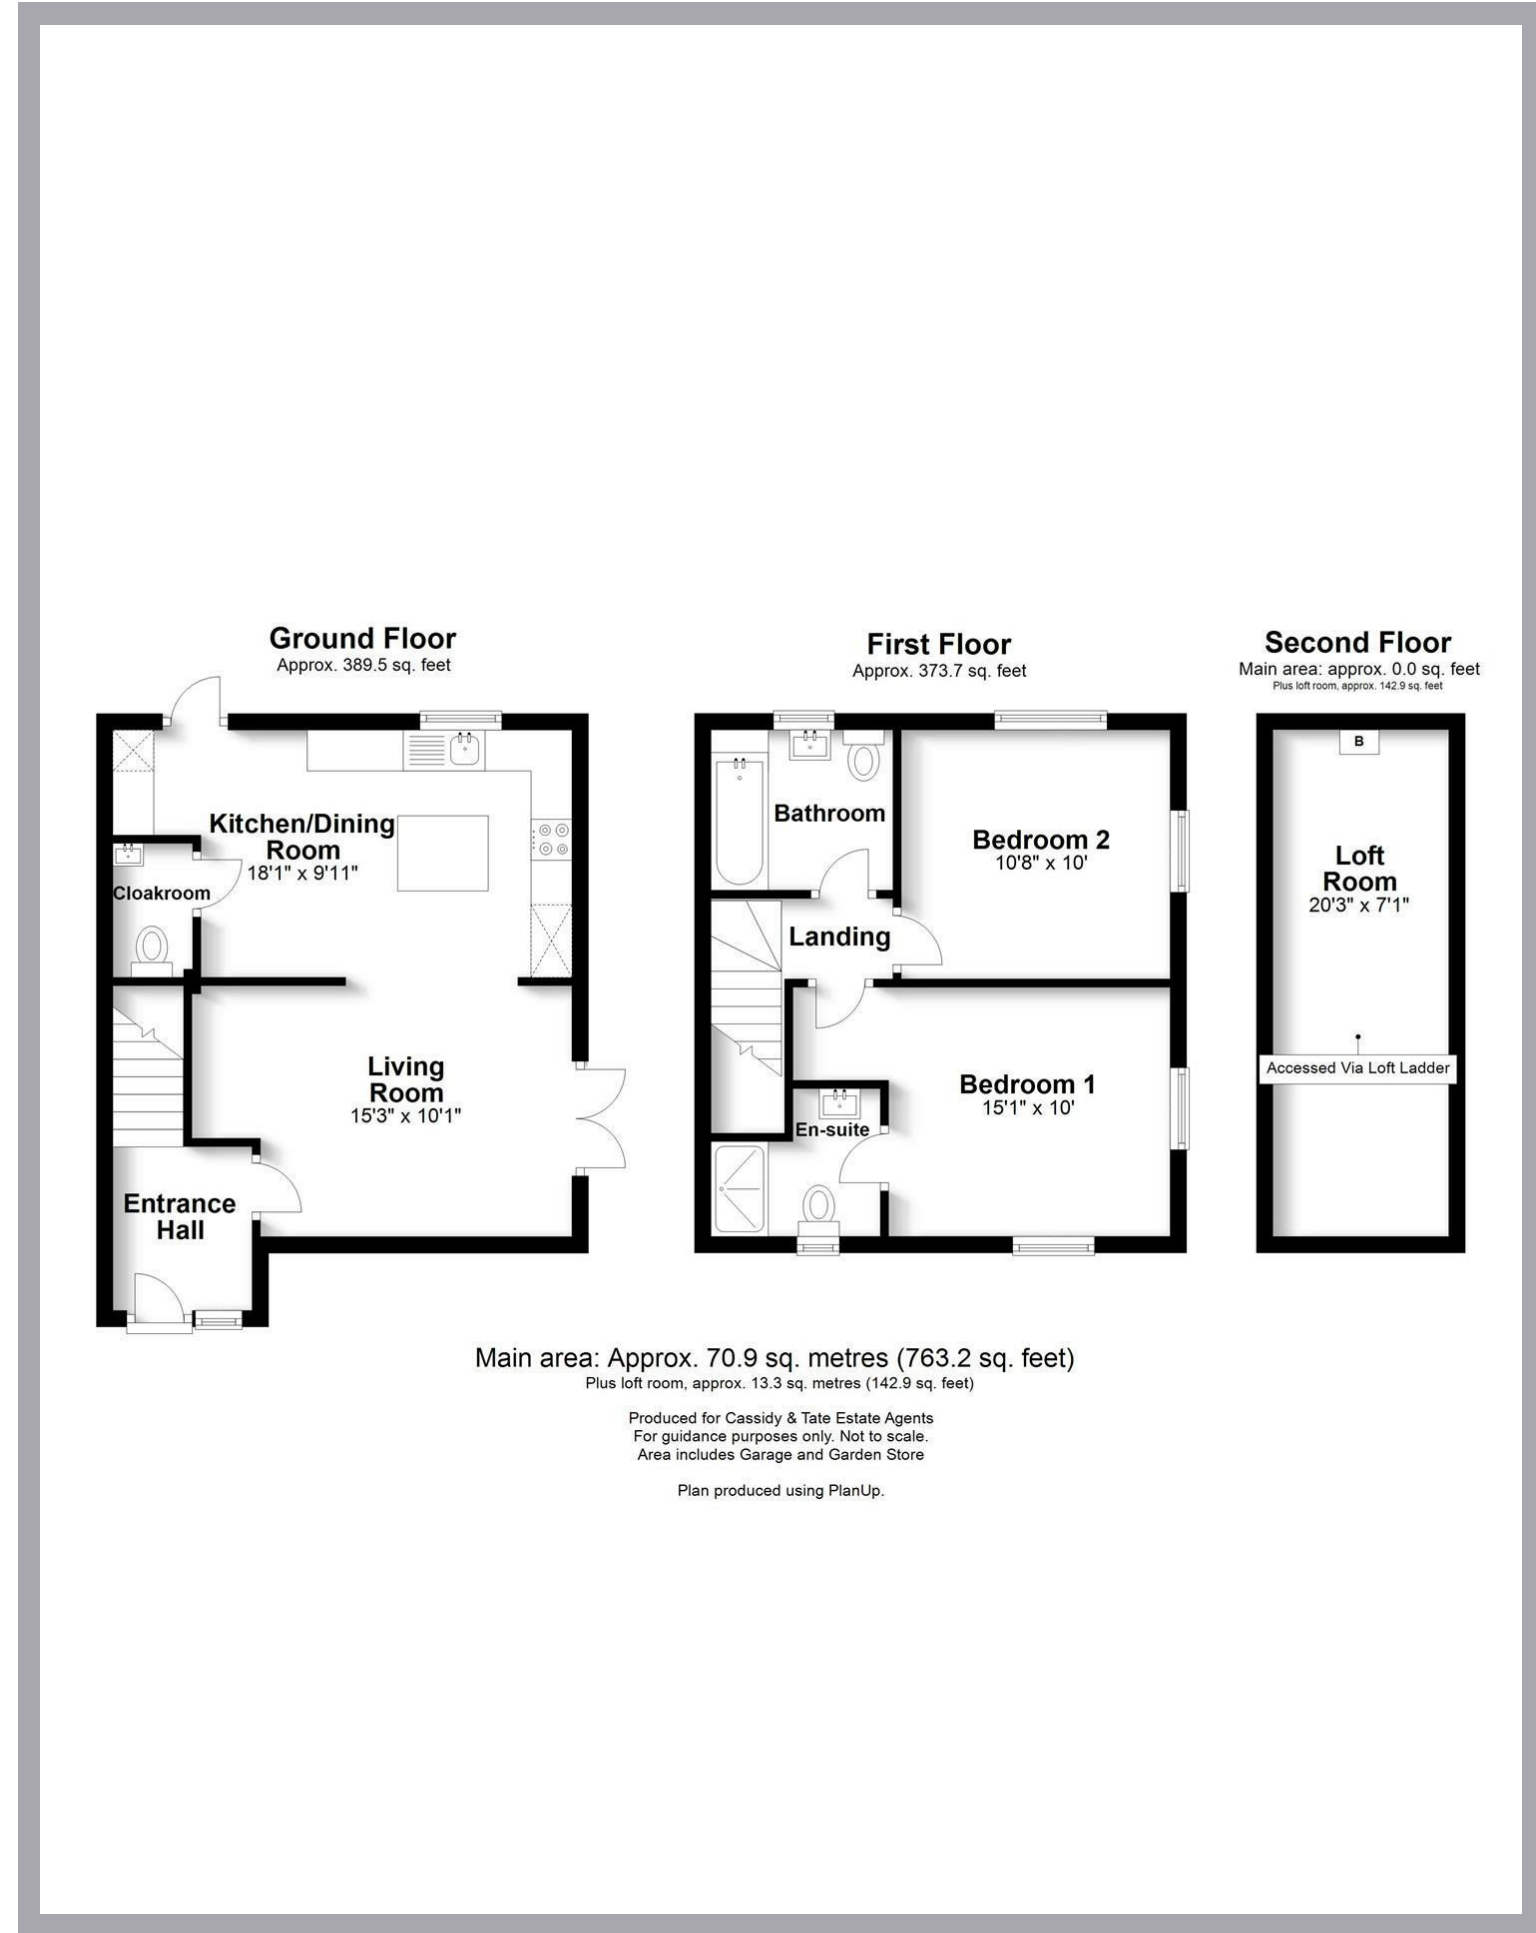 Ground Floor
Approx. 389.5 sq. feet
Kitchen/Dining
Room
18'1" x 9'11"
Cloakroom
Living
Room
15'3" x 10'1"
Entrance
Hall
First Floor
Approx. 373.7 sq. feet
Bathroom
Bedroom 2
10'8" x 10'
Landing
Bedroom 1
15'1" x 10'
En-suite
Second Floor
Main area: approx. 0.0 sq. feet
Plus loft room, approx. 142.9 sq. feet
B
Loft
Room
20'3" x 7'1"
Accessed Via Loft Ladder
Main area: Approx. 70.9 sq. metres (763.2 sq. feet)
Plus loft room, approx. 13.3 sq. metres (142.9 sq. feet)
Produced for Cassidy & Tate Estate Agents
For guidance purposes only. Not to scale.
Area includes Garage and Garden Store
Plan produced using PlanUp.